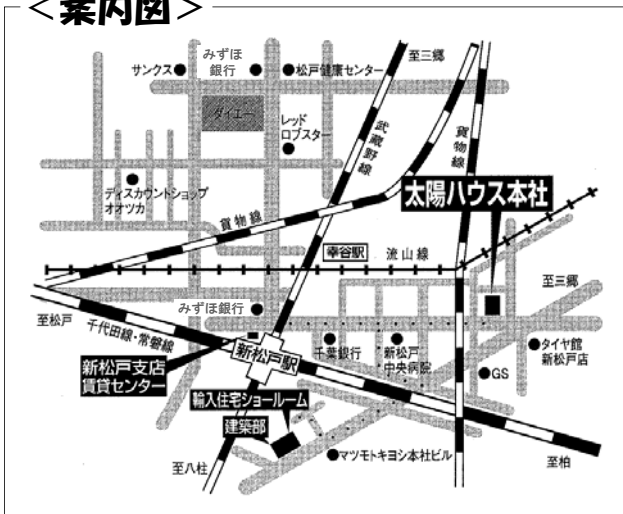 ＜案内図＞
みずほ
銀行
サンクス
松戸健康センター
至三郷
ダイエー
レッド
ロブスター
武蔵野線
貨物線
ディスカウントショップ
オオツカ
太陽ハウス本社
貨物線
幸谷駅
流山線
至三郷
みずほ銀行
至松戸
千代田線・常磐線
新松戸駅
千葉銀行
新松戸
中央病院
タイヤ館
新松戸店
新松戸支店
賃貸センター
GS
輸入住宅ショールーム
建築部
マツモトキヨシ本社ビル
至八柱
至柏